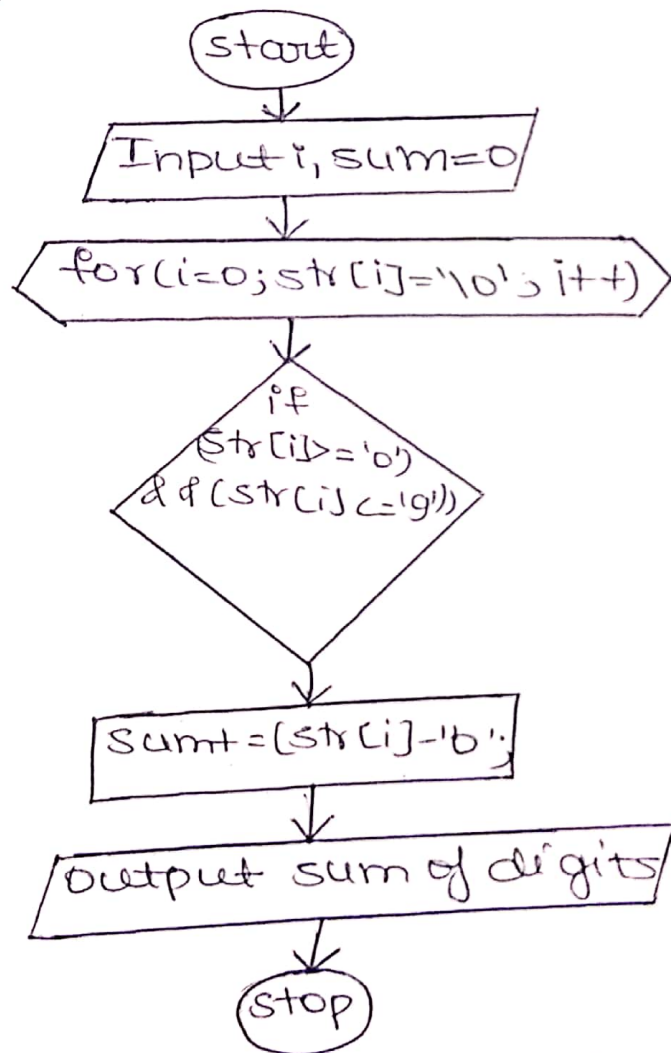 start
Input i, sum=0
for(i=0; str[i]='\0'; i++)
if
(str[i]>='0')
&&(str[i]<='9'))
sum+=(str[i]-'0';
output sum of digits
stop